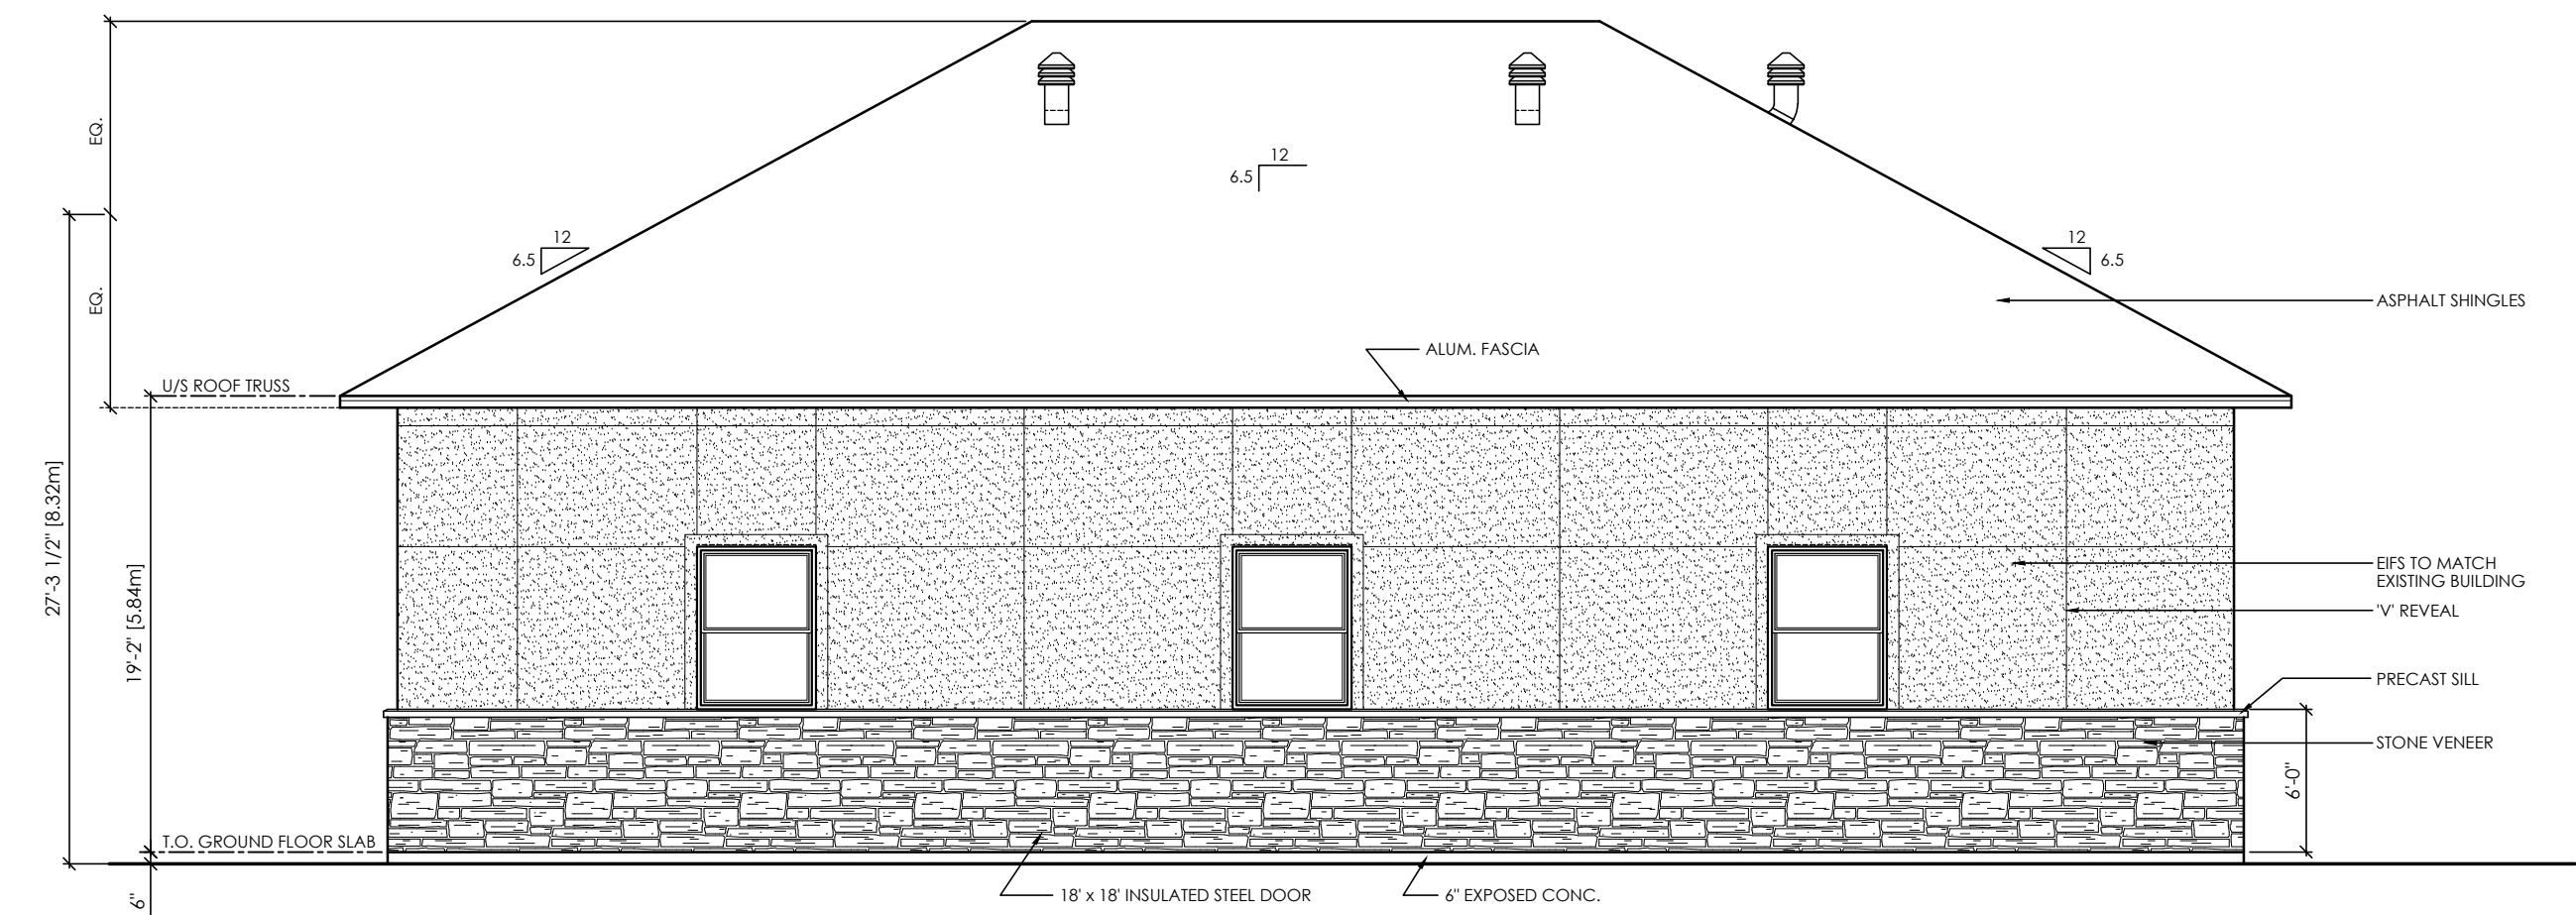 EQ.
12
6.5
12
6.5
12
6.5
EQ.
ASPHALT SHINGLES
ALUM. FASCIA
U/S ROOF TRUSS
27'-3 1/2" [8.32m]
19'-2" [5.84m]
EIFS TO MATCH
EXISTING BUILDING
'V' REVEAL
PRECAST SILL
STONE VENEER
6'-0"
T.O. GROUND FLOOR SLAB
6"
18' x 18' INSULATED STEEL DOOR
6" EXPOSED CONC.